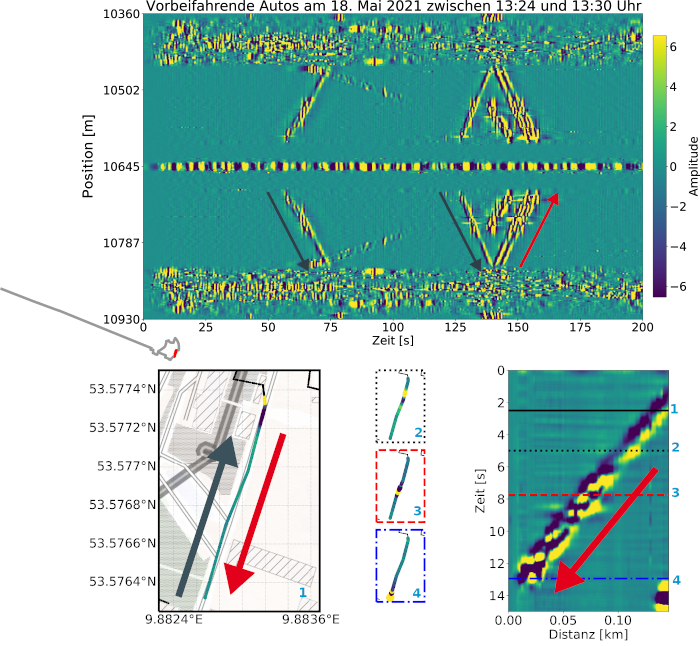 Vorbeifahrende Autos am 18. Mai 2021 zwischen 13:24 und 13:30 Uhr
10360
10502
10645
10787
10930
Position [m]
0 25 50 75 100 125 150 175 200
Zeit [s]
6
4
2
0
−2
−4
−6
Amplitude
53.5774°N
53.5772°N
53.577°N
53.5768°N
53.5766°N
53.5764°N
9.8824°E 9.8836°E
1
2
3
4
0
2
4
6
8
10
12
14
Zeit [s]
1
2
3
4
0.00 0.05 0.10
Distanz [km]